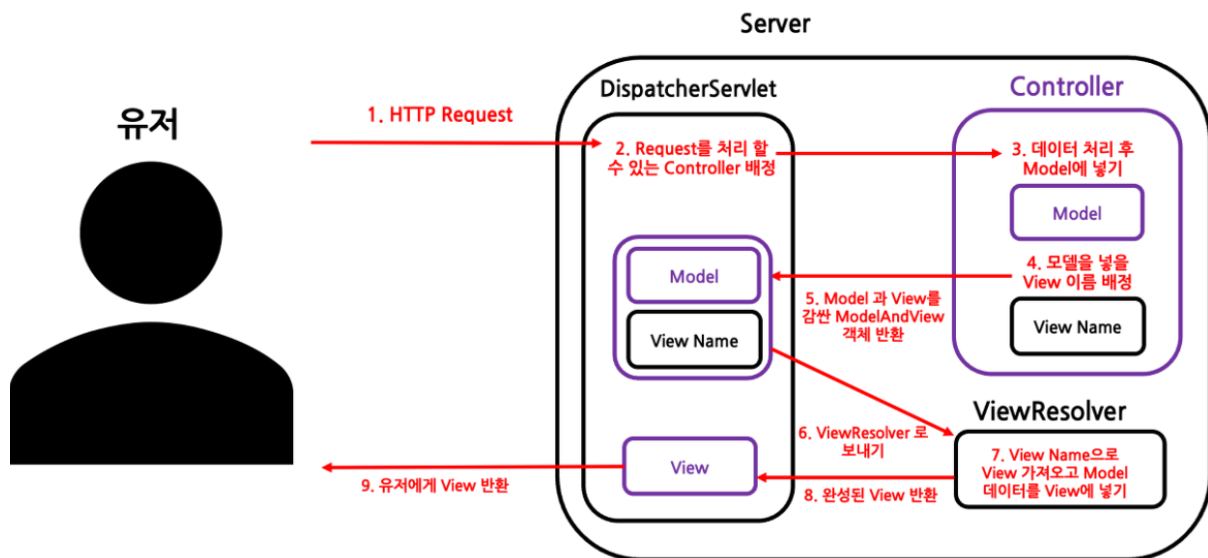 Server
유저
1. HTTP Request
DispatcherServlet
2. Request를 처리 할
수 있는 Controller 배정
Controller
3. 데이터 처리 후
Model에 넣기
Model
4. 모델을 넣을
View 이름 배정
View Name
Model
View Name
5. Model 과 View를
감싼 ModelAndView
객체 반환
6. ViewResolver 로
보내기
ViewResolver
7. View Name으로
View 가져오고 Model
데이터를 View에 넣기
8. 완성된 View 반환
View
9. 유저에게 View 반환